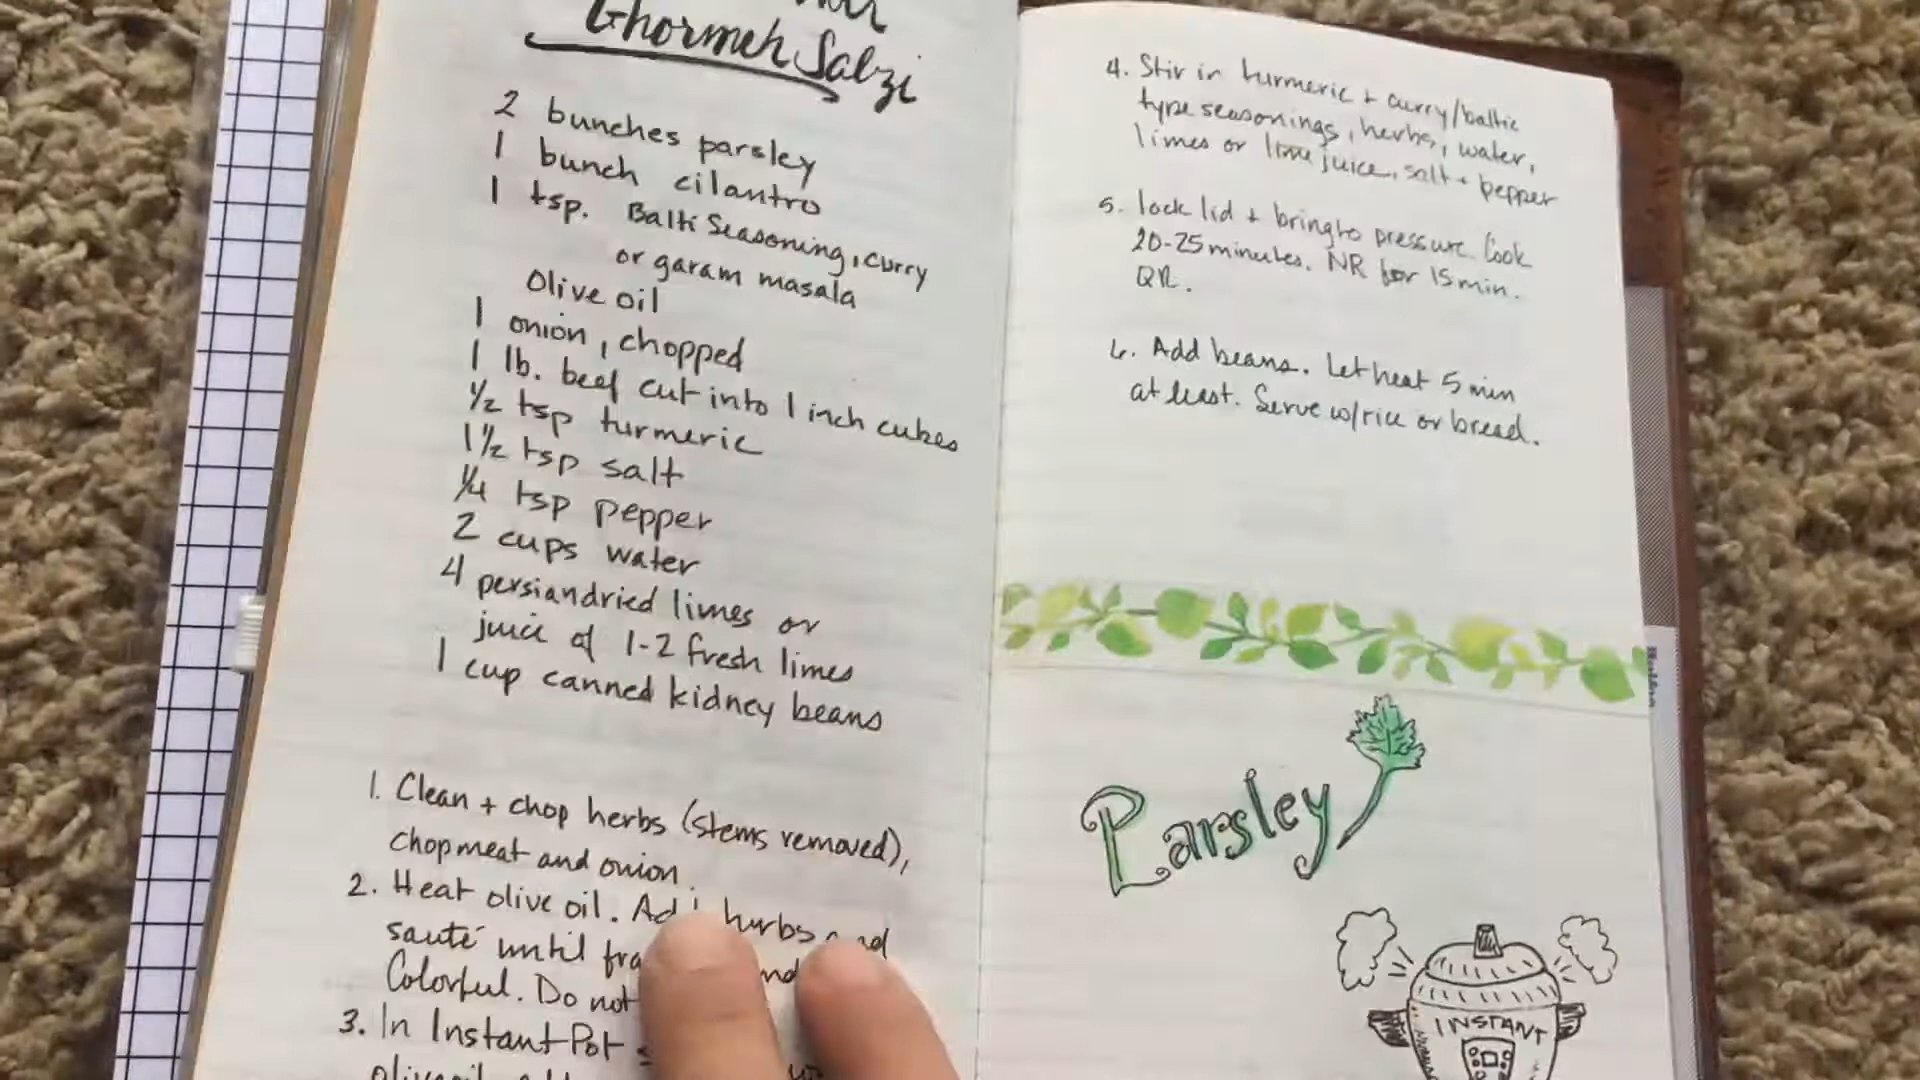 Ghormeh Sabzi
2 bunches parsley
1 bunch cilantro
1 tsp. Balti Seasoning, curry
or garam masala
Olive oil
1 onion, chopped
1 lb. beef cut into 1 inch cubes
1/2 tsp turmeric
1 1/2 tsp salt
1/4 tsp pepper
2 cups water
4 persian dried limes or
juice of 1-2 fresh limes
1 cup canned kidney beans
1. Clean + chop herbs (stems removed),
chop meat and onion.
2. Heat olive oil. Add herbs and
sauté until
Colorful. Do not
3. In Instant Pot
olive oil
4. Stir in turmeric + curry/baltic
type seasonings, herbs, water,
limes or lime juice, salt + pepper
5. lock lid + bring to pressure. Cook
20-25 minutes. NR for 15 min.
QR.
6. Add beans. Let heat 5 min
at least. Serve w/rice or bread.
Parsley
INSTANT